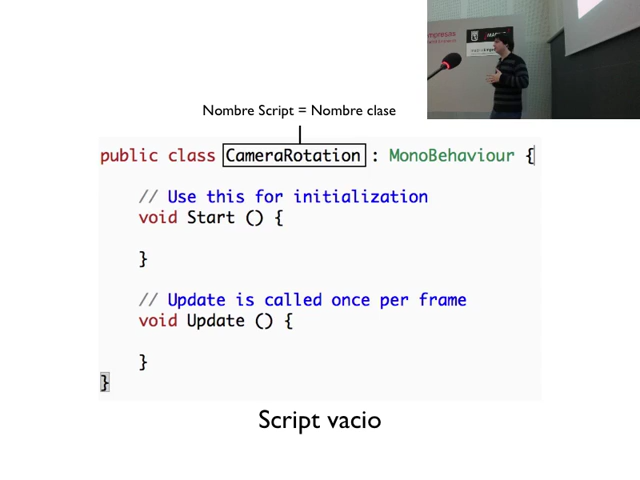 Nombre Script = Nombre clase
public class CameraRotation : MonoBehaviour {
// Use this for initialization
void Start () {
}
// Update is called once per frame
void Update () {
}
}
Script vacio